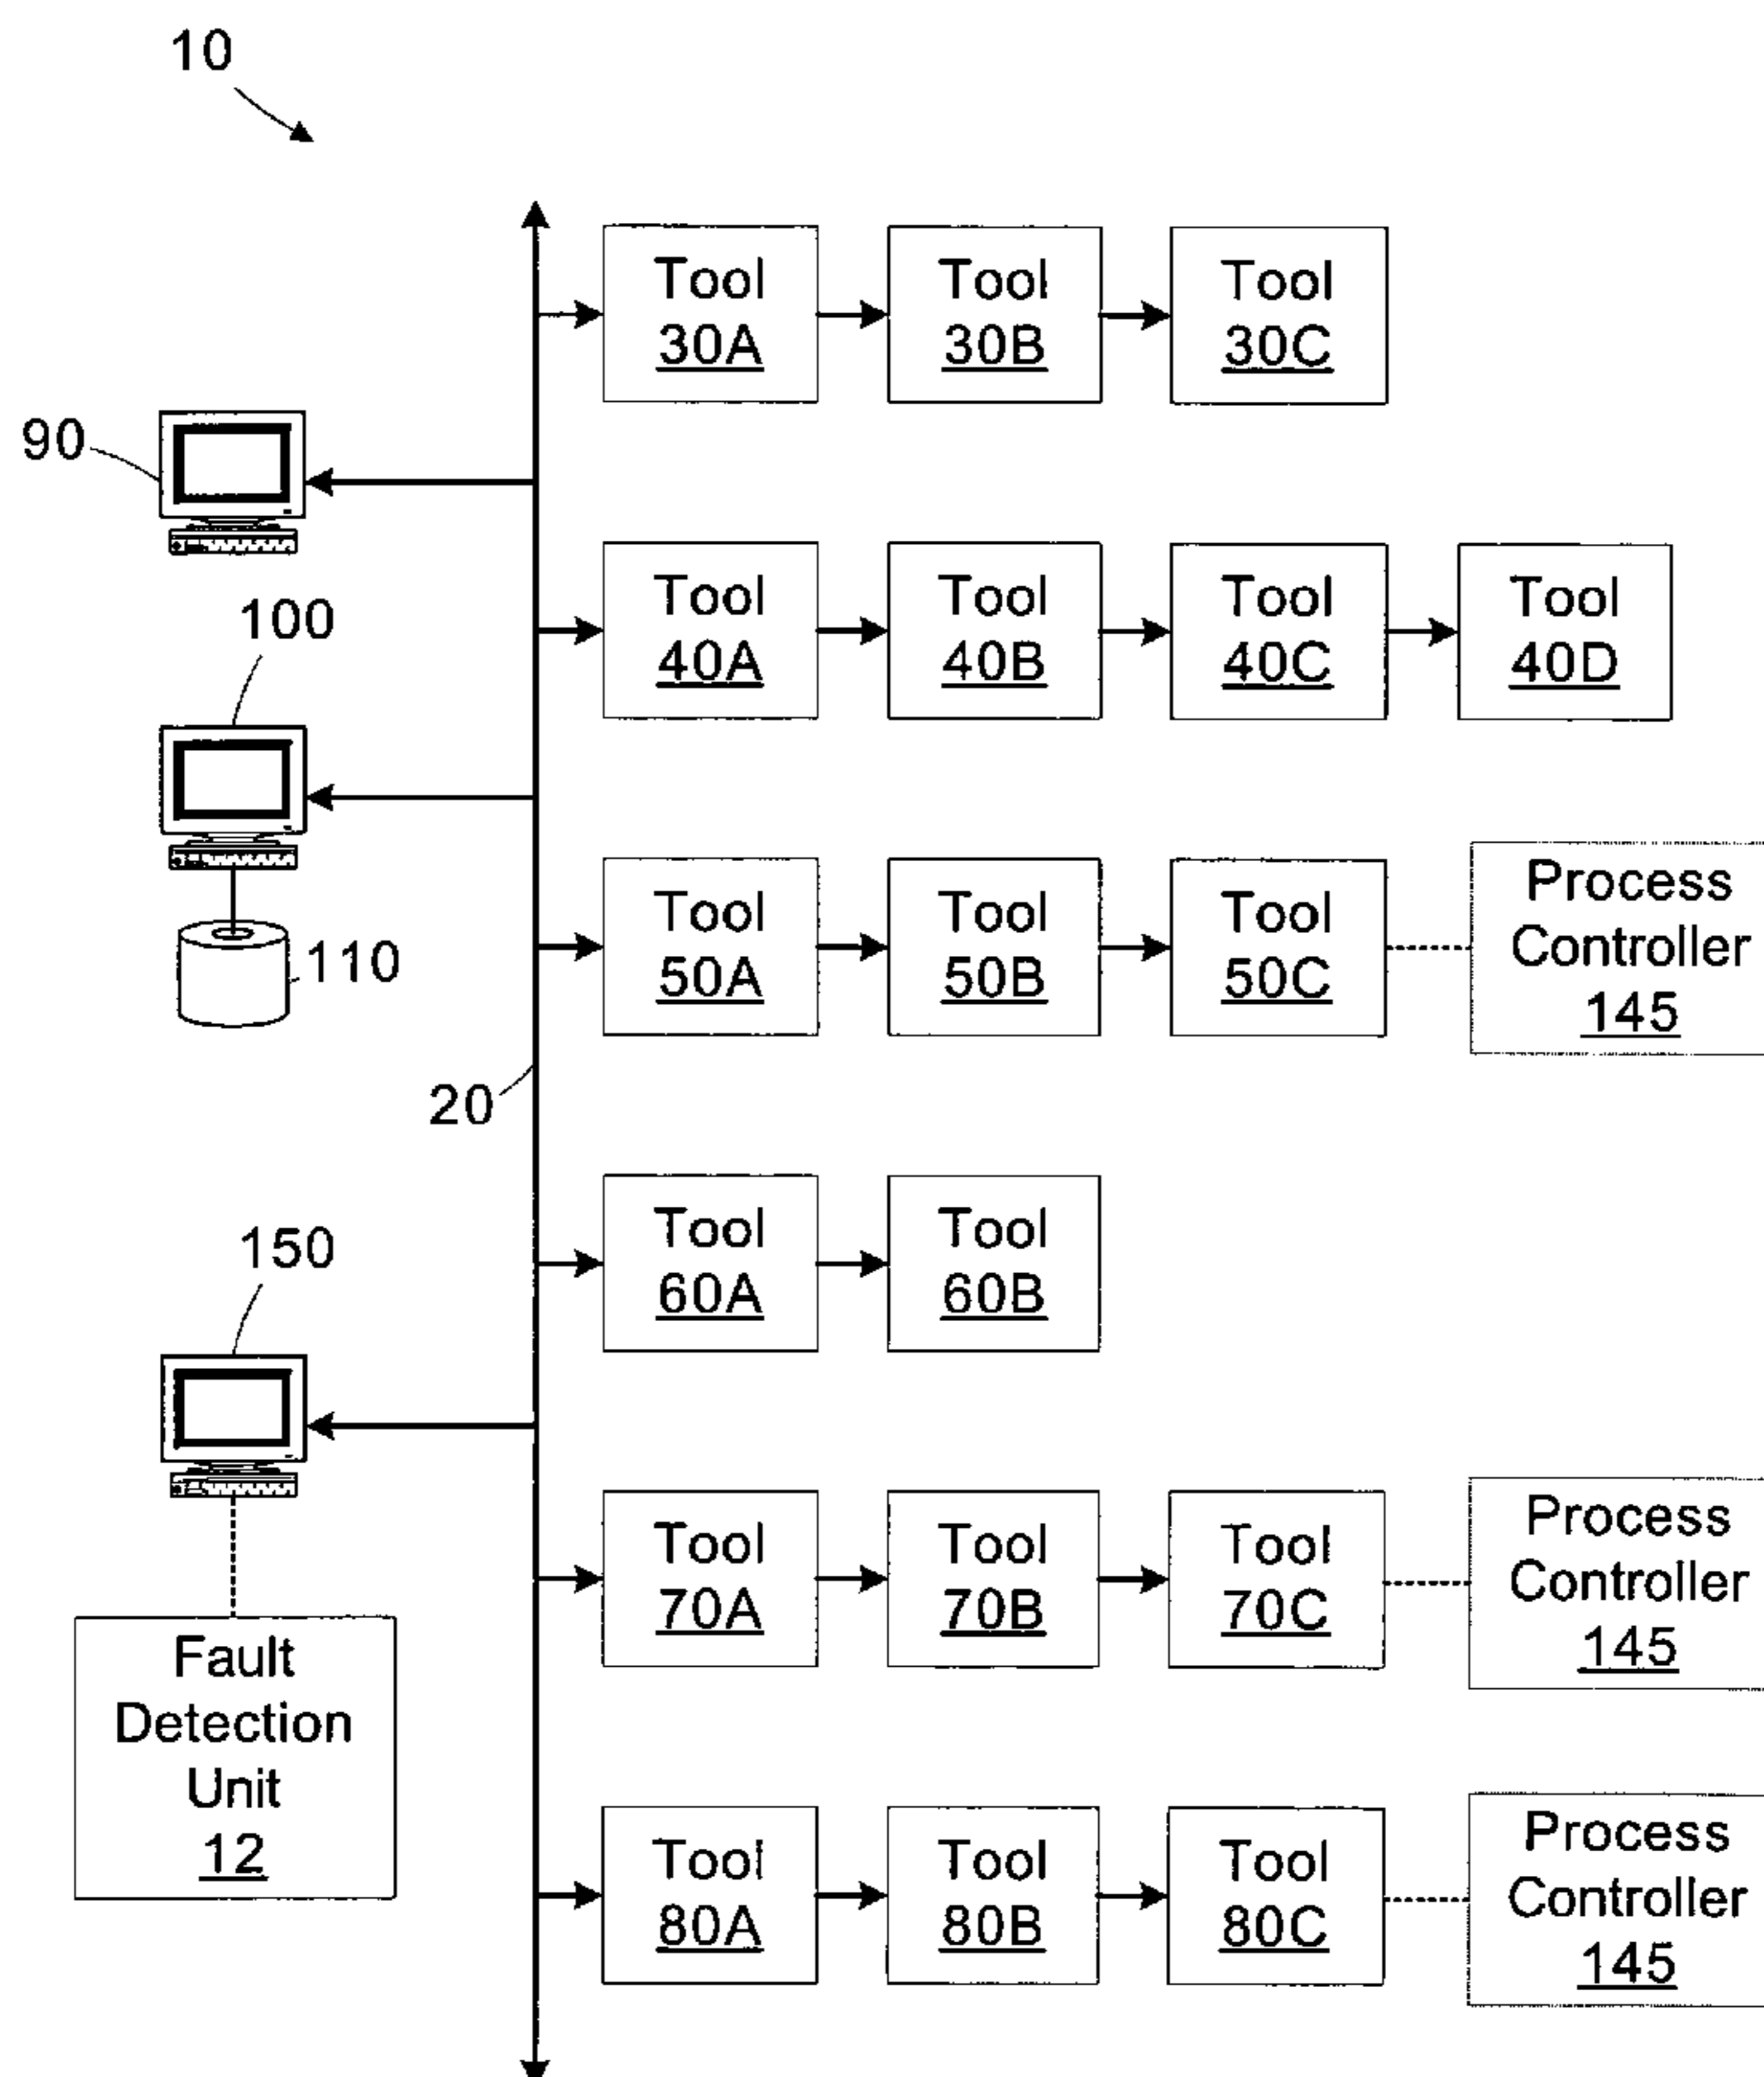 10
Tool
30A
Tool
30B
Tool
30C
90
Tool
40A
Tool
40B
Tool
40C
Tool
40D
100
Tool
50A
Tool
50B
Tool
50C
Process
Controller
145
110
20
Tool
60A
Tool
60B
150
Tool
70A
Tool
70B
Tool
70C
Process
Controller
145
Fault
Detection
Unit
12
Tool
80A
Tool
80B
Tool
80C
Process
Controller
145